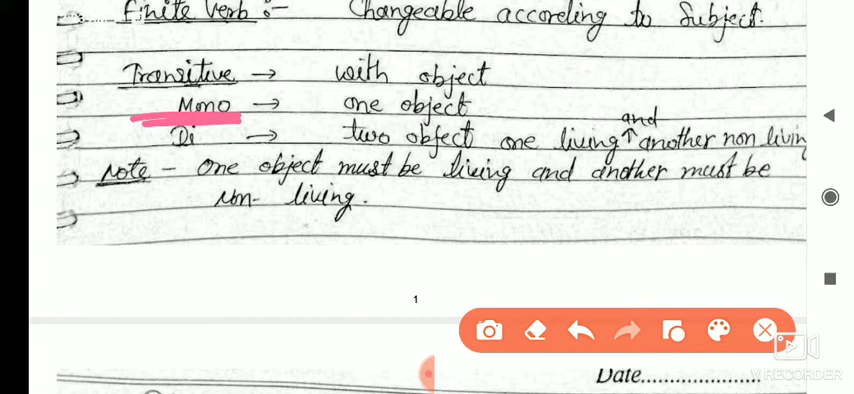 Finite Verb :- Changeable according to Subject.
Transitive → with object
Mono → one object
and
Di → two object one living ↑ another non livin
Note - One object must be living and another must be
Non- living.
1
V RECORDER
Date.....................